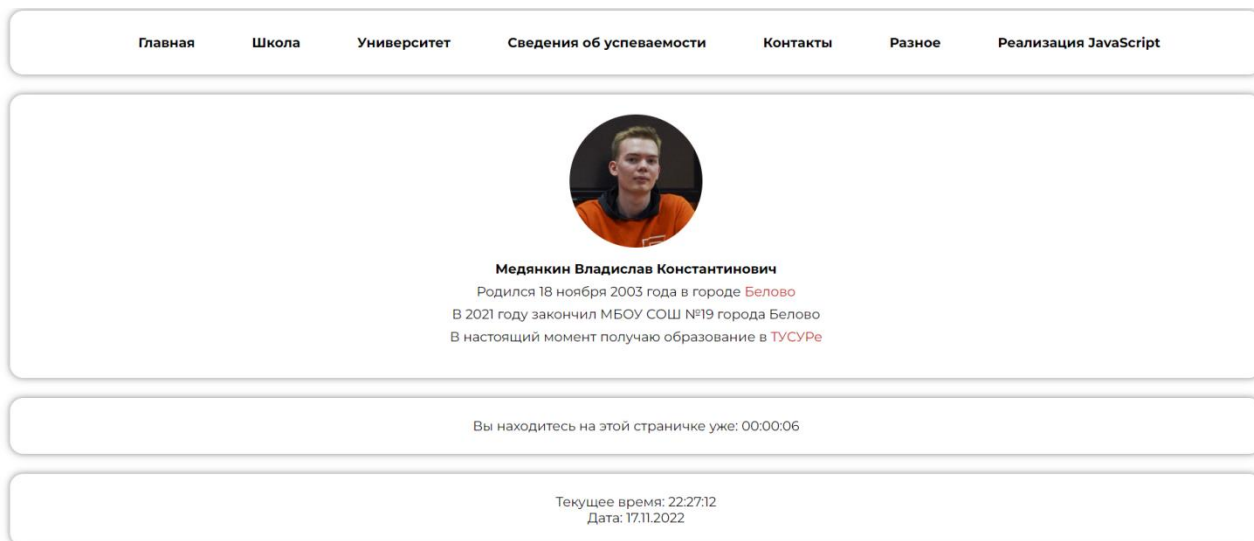 Главная Школа Университет Сведения об успеваемости Контакты Разное Реализация JavaScript
Медянкин Владислав Константинович
Родился 18 ноября 2003 года в городе Белово
В 2021 году закончил МБОУ СОШ №19 города Белово
В настоящий момент получаю образование в ТУСУРе
Вы находитесь на этой страничке уже: 00:00:06
Текущее время: 22:27:12
Дата: 17.11.2022